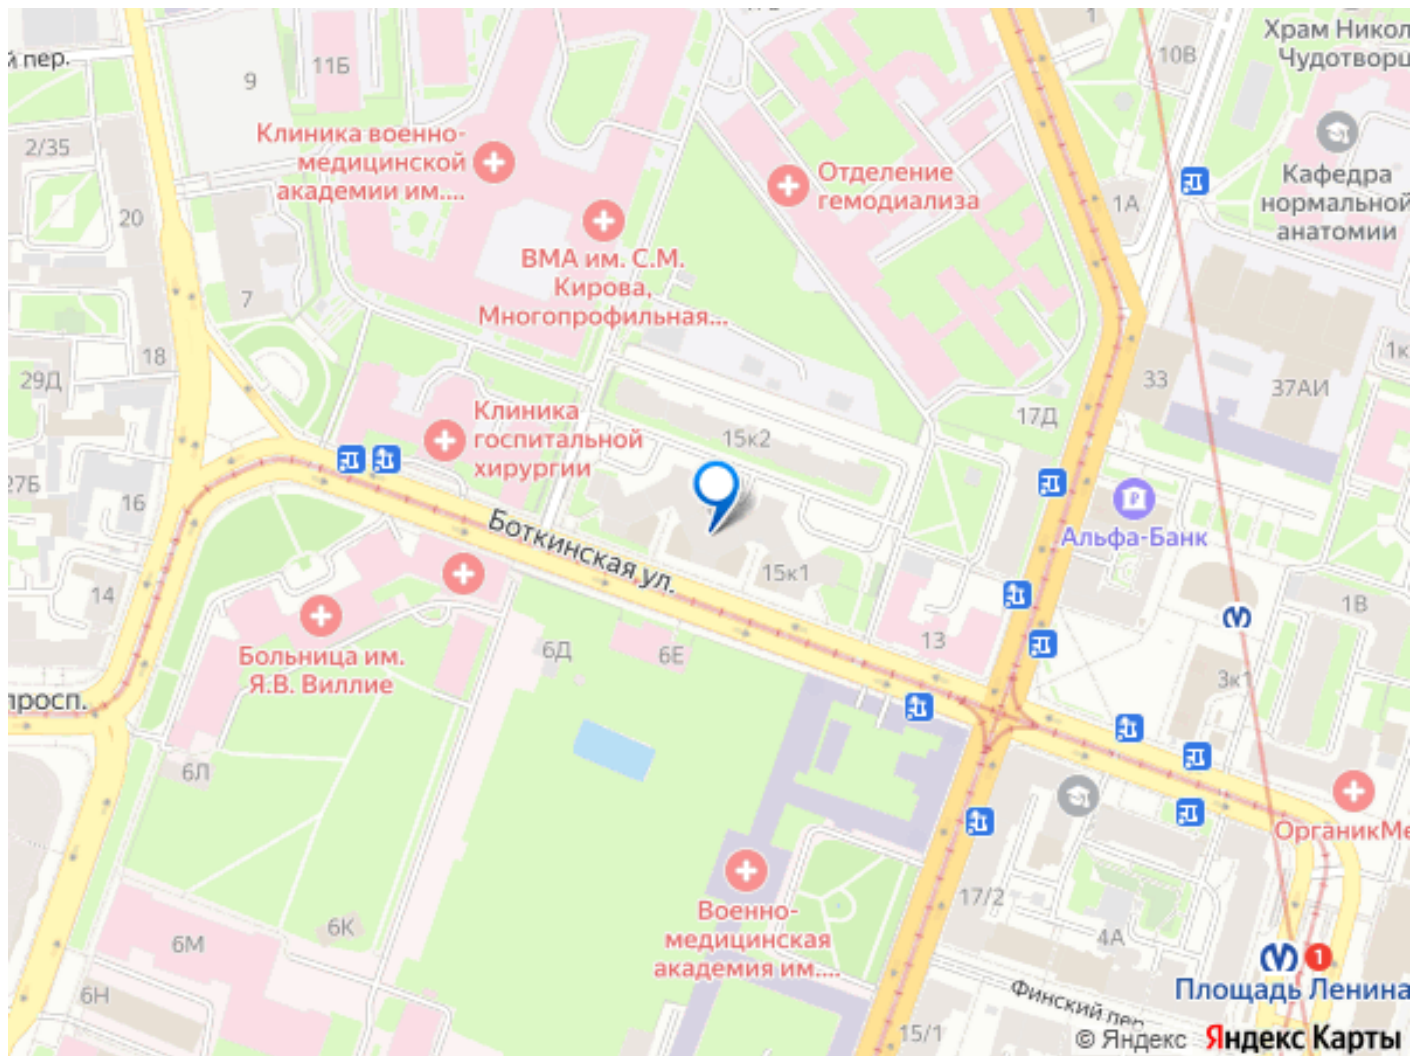 й пер.
9
11Б
1
10В
Храм Никол
Чудотворц
2/35
Клиника военно-
медицинской
академии им....
Отделение
гемодиализа
Кафедра
нормальной
анатомии
20
1А
ВМА им. С.М.
Кирова,
Многопрофильная...
7
18
29Д
33
37АИ
1к
Клиника
госпитальной
хирургии
15к2
17Д
27Б
16
Боткинская ул.
Альфа-Банк
15к1
14
1В
13
6Д
6Е
3к1
Больница им.
Я.В. Виллие
просп.
6Л
ОрганикМе
17/2
Военно-
медицинская
академия им....
6К
6М
4А
1
Площадь Ленина
6Н
Финский пер.
15/1
© Яндекс Яндекс Карты